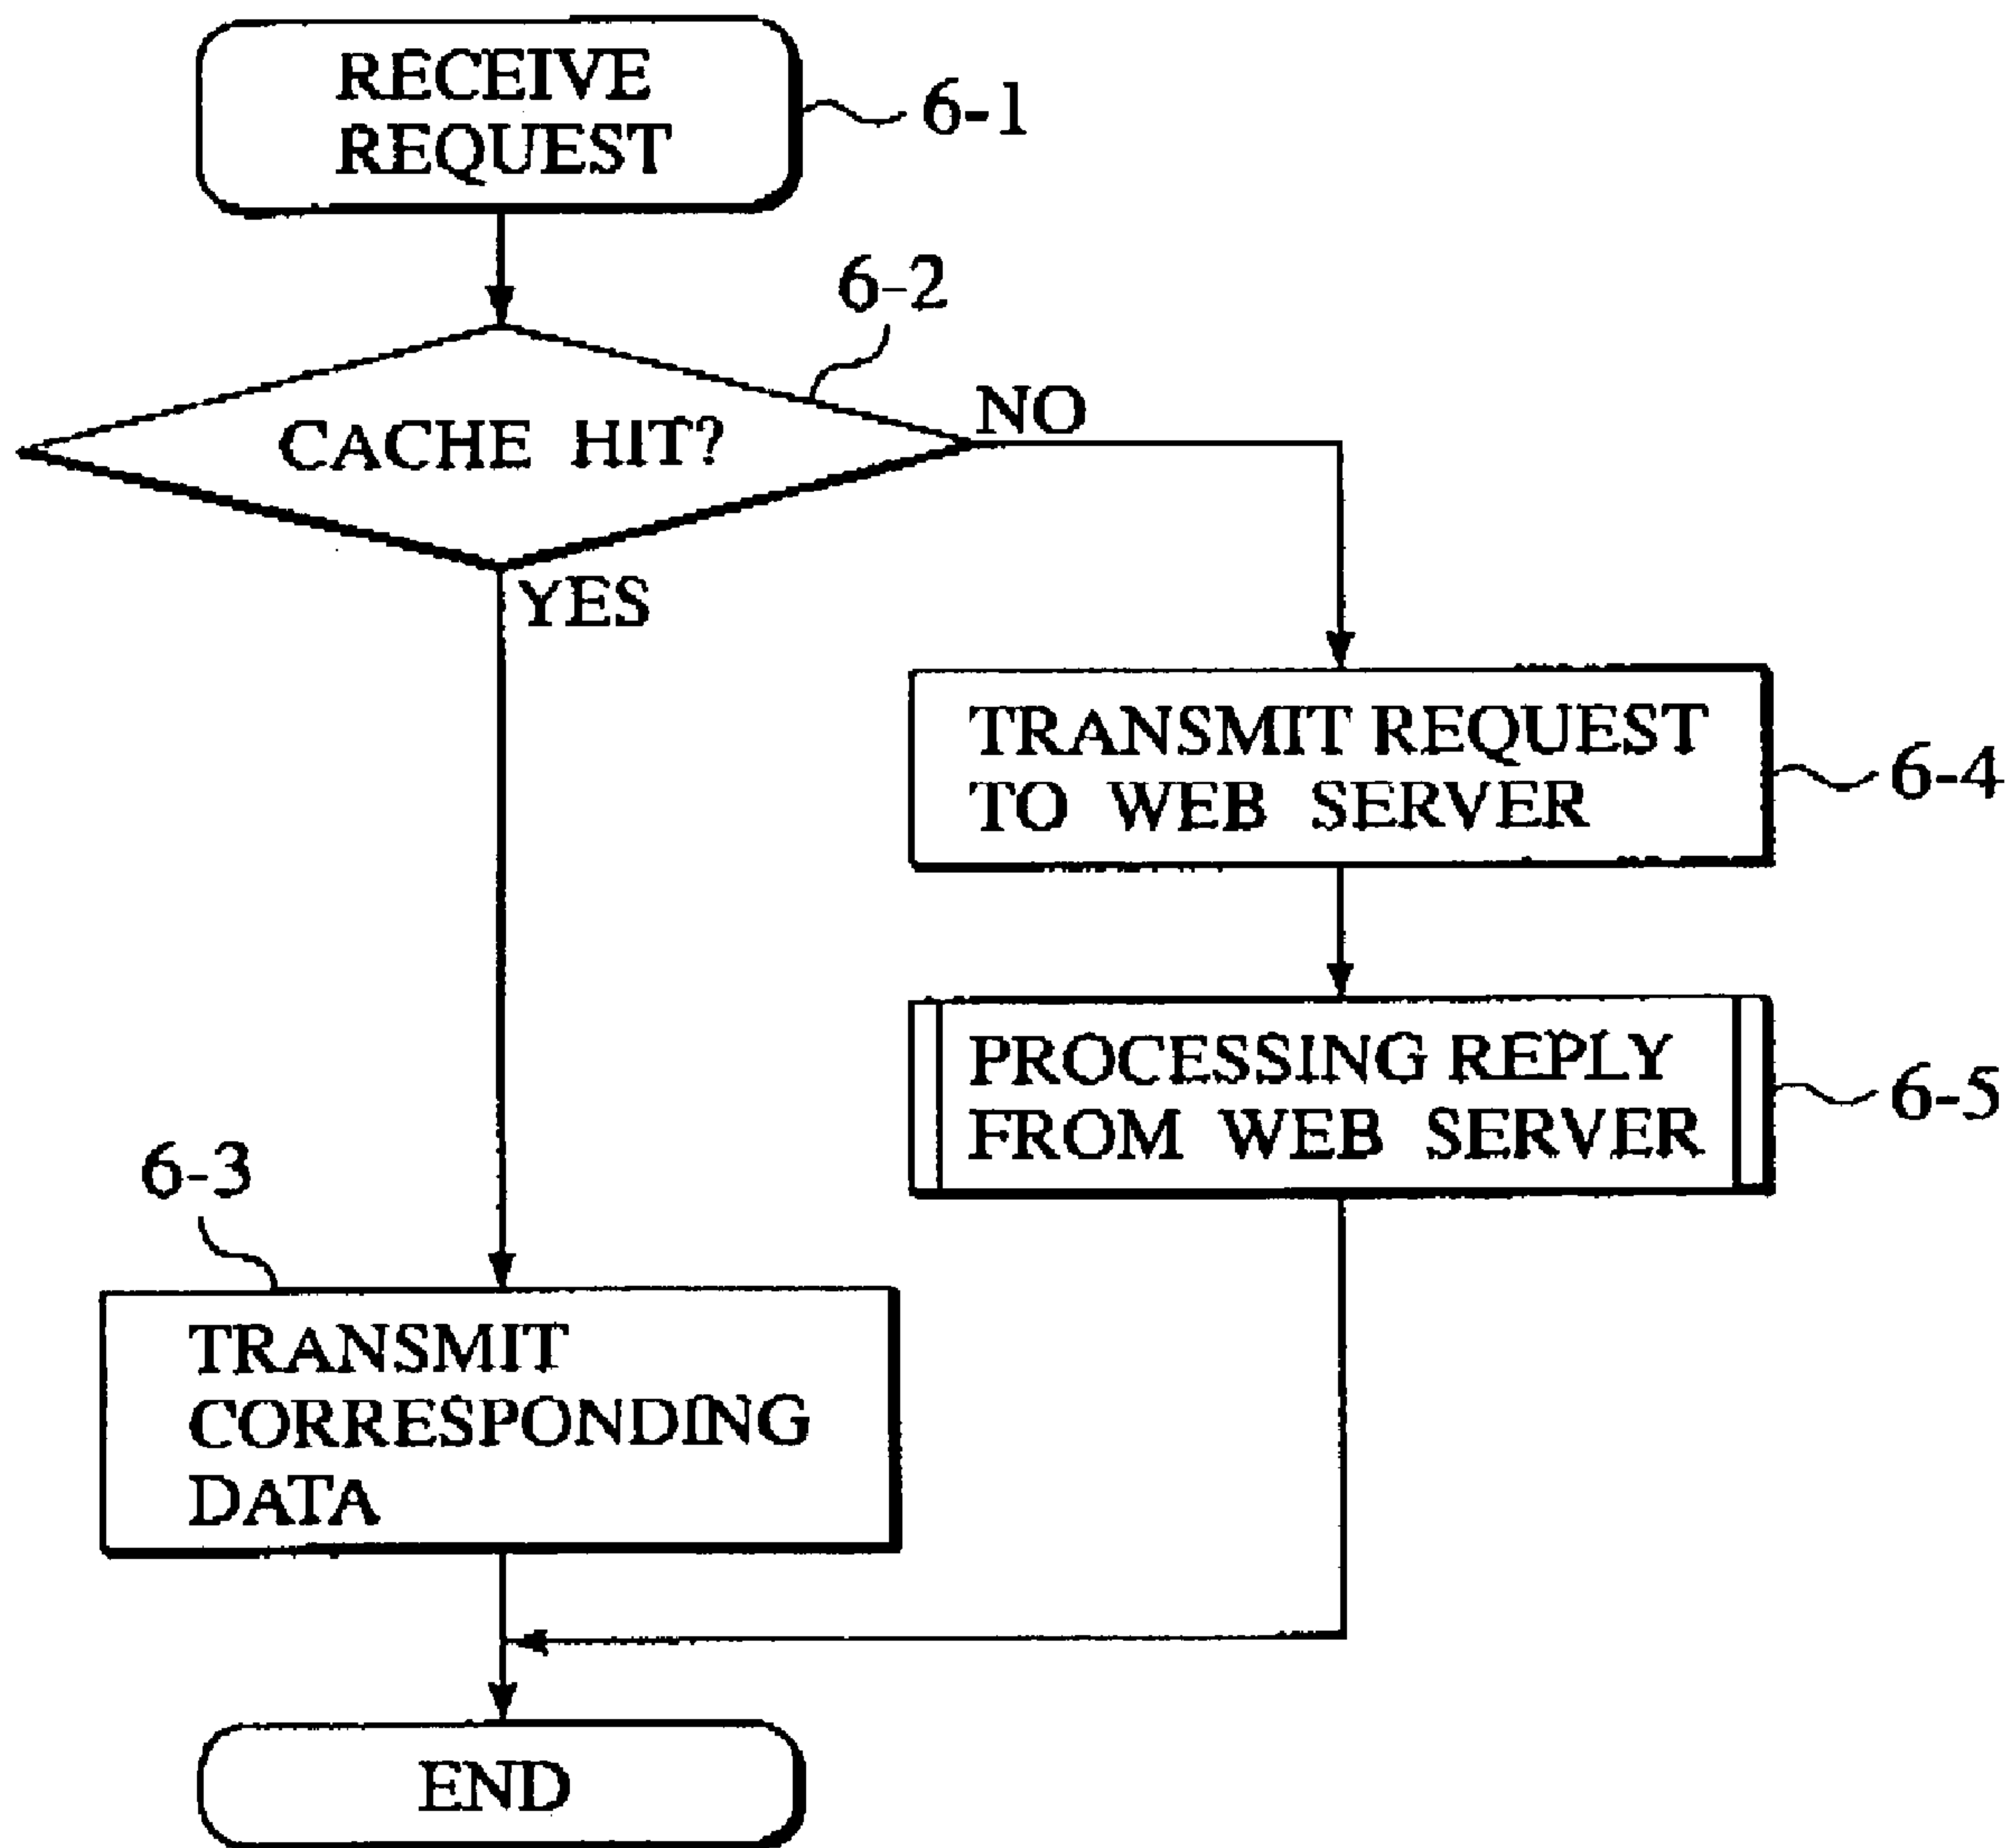 RECEIVE
REQUEST
6-1
6-2
CACHE HIT?
NO
YES
TRANSMIT REQUEST
TO WEB SERVER
6-4
PROCESSING REPLY
FROM WEB SERVER
6-5
6-3
TRANSMIT
CORRESPONDING
DATA
END